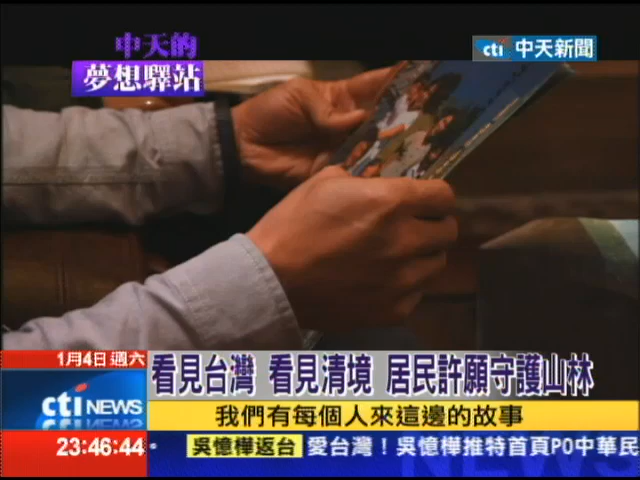 中天的
夢想驛站
cti 中天新聞
1月4日 週六
看見台灣 看見清境 居民許願守護山林
cti NEWS
我們有每個人來這邊的故事
23:46:44
吳憶樺返台 愛台灣！吳憶樺推特首頁PO中華民